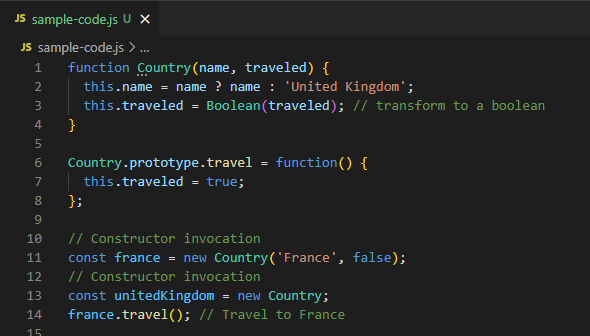 JS sample-code.js U ×
JS sample-code.js > ...
1 function Country(name, traveled) {
2   this.name = name ? name : 'United Kingdom';
3   this.traveled = Boolean(traveled); // transform to a boolean
4 }
5
6 Country.prototype.travel = function() {
7   this.traveled = true;
8 };
9
10 // Constructor invocation
11 const france = new Country('France', false);
12 // Constructor invocation
13 const unitedKingdom = new Country;
14 france.travel(); // Travel to France
15